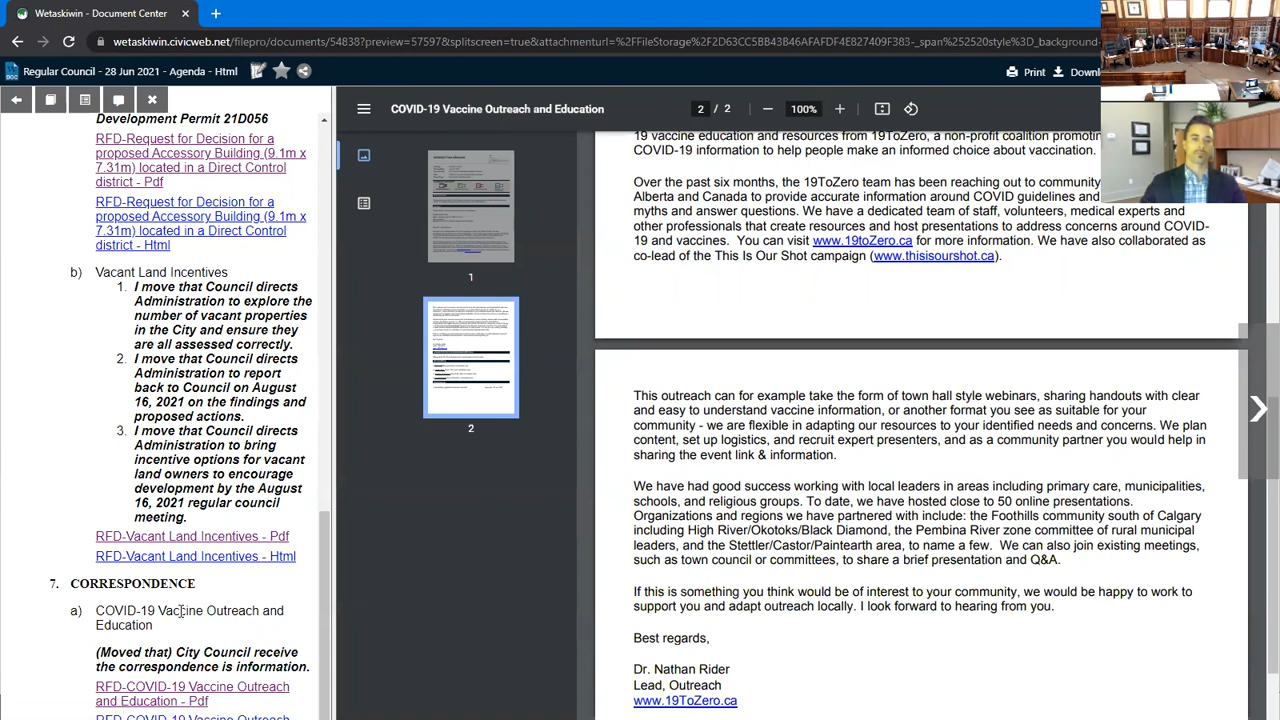 Wetaskiwin - Document Center
wetaskiwin.civicweb.net/filepro/documents/54838?preview=57597&splitscreen=tru
Regular Council - 28 Jun 2021 - Agenda - Html
Print
Downl
Development Permit 21D056
RFD-Request for Decision for a
proposed Accessory Building (9.1m x
7.31m) located in a Direct Control
district - Pdf
RFD-Request for Decision for a
proposed Accessory Building (9.1m x
7.31m) located in a Direct Control
district - Html
b) Vacant Land Incentives
1. I move that Council directs
Administration to explore the
number of vacant properties
in the City and ensure they
are all assessed correctly.
2. I move that Council directs
Administration to report
back to Council on August
16, 2021 on the findings and
proposed actions.
3. I move that Council directs
Administration to bring
incentive options for vacant
land owners to encourage
development by the August
16, 2021 regular council
meeting.
RFD-Vacant Land Incentives - Pdf
RFD-Vacant Land Incentives - Html
7. CORRESPONDENCE
a) COVID-19 Vaccine Outreach and
Education
(Moved that) City Council receive
the correspondence is information.
RFD-COVID-19 Vaccine Outreach
and Education - Pdf
RFD-COVID-19 Vaccine Outreach
COVID-19 Vaccine Outreach and Education
2 / 2
100%
1
2
19 vaccine education and resources from 19ToZero, a non-profit coalition promoting
COVID-19 information to help people make an informed choice about vaccination.
Over the past six months, the 19ToZero team has been reaching out to community
Alberta and Canada to provide accurate information around COVID guidelines and
myths and answer questions. We have a dedicated team of staff, volunteers, medical experts and
other professionals that create resources and host presentations to address concerns around COVID-
19 and vaccines. You can visit www.19toZero.ca for more information. We have also collaborated as
co-lead of the This Is Our Shot campaign (www.thisisourshot.ca).
This outreach can for example take the form of town hall style webinars, sharing handouts with clear
and easy to understand vaccine information, or another format you see as suitable for your
community - we are flexible in adapting our resources to your identified needs and concerns. We plan
content, set up logistics, and recruit expert presenters, and as a community partner you would help in
sharing the event link & information.
We have had good success working with local leaders in areas including primary care, municipalities,
schools, and religious groups. To date, we have hosted close to 50 online presentations.
Organizations and regions we have partnered with include: the Foothills community south of Calgary
including High River/Okotoks/Black Diamond, the Pembina River zone committee of rural municipal
leaders, and the Stettler/Castor/Paintearth area, to name a few. We can also join existing meetings,
such as town council or committees, to share a brief presentation and Q&A.
If this is something you think would be of interest to your community, we would be happy to work to
support you and adapt outreach locally. I look forward to hearing from you.
Best regards,
Dr. Nathan Rider
Lead, Outreach
www.19ToZero.ca